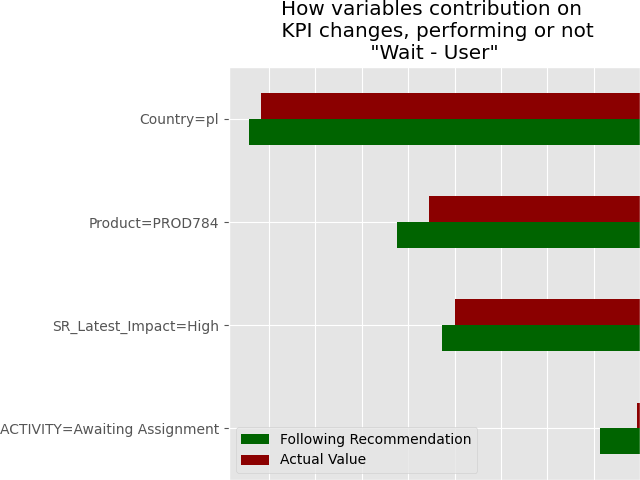 How variables contribution on
KPI changes, performing or not
"Wait - User"
Country=pl
Product=PROD784
SR_Latest_Impact=High
ACTIVITY=Awaiting Assignment
Following Recommendation
Actual Value